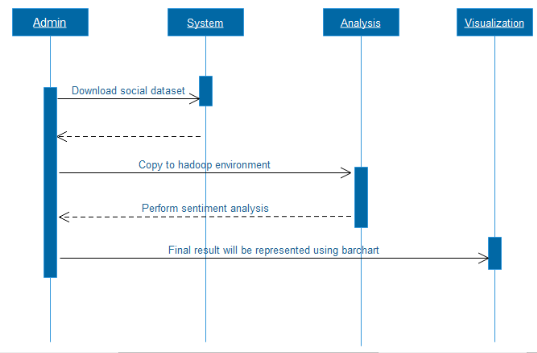 Admin
System
Analysis
Visualization
Download social dataset
Copy to hadoop environment
Perform sentiment analysis
Final result will be represented using barchart